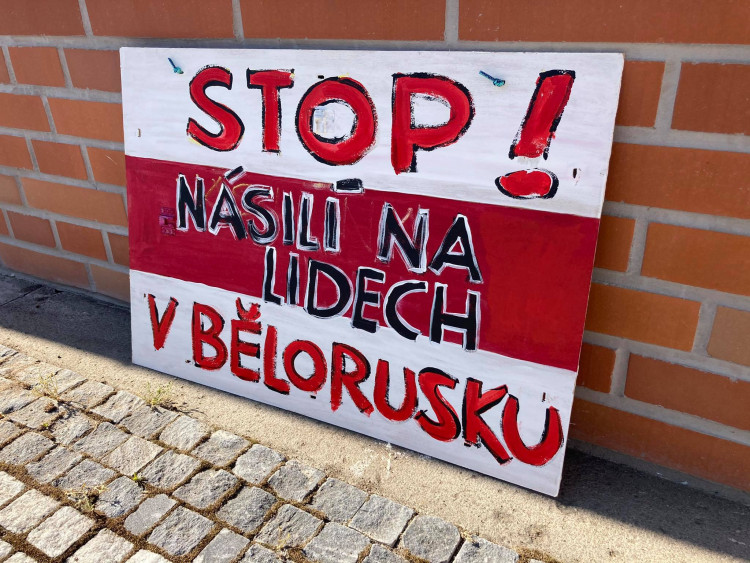 STOP!
NÁSILÍ NA
LIDECH
V BĚLORUSKU